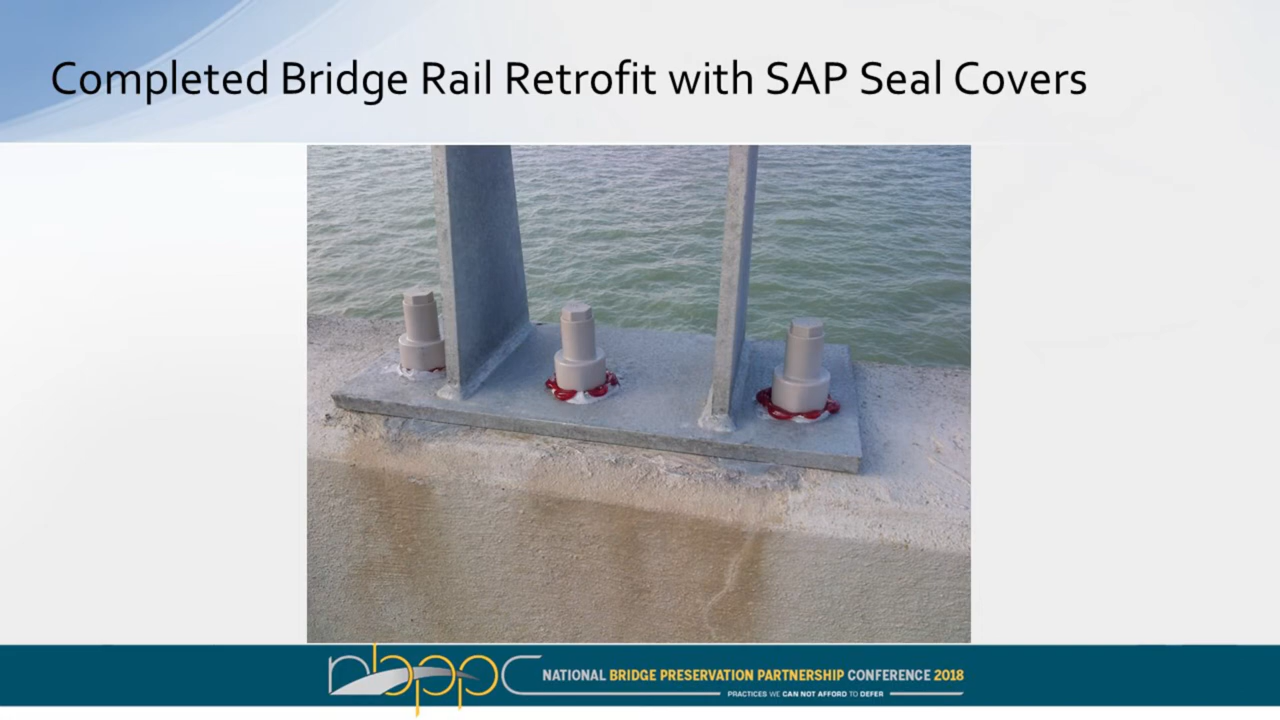 Completed Bridge Rail Retrofit with SAP Seal Covers
nbppc
NATIONAL BRIDGE PRESERVATION PARTNERSHIP CONFERENCE 2018
PRACTICES WE CAN NOT AFFORD TO DEFER